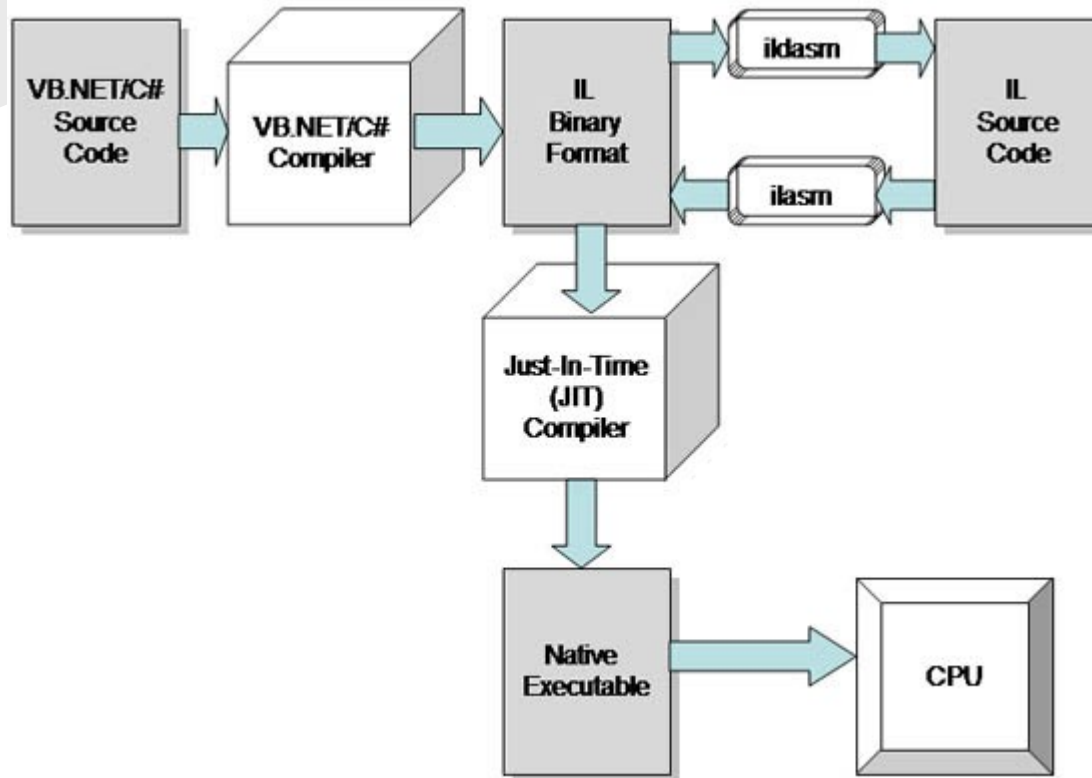 VB.NET/C#
Source
Code
VB.NET/C#
Compiler
IL
Binary
Format
ildasm
ilasm
IL
Source
Code
Just-In-Time
(JIT)
Compiler
Native
Executable
CPU